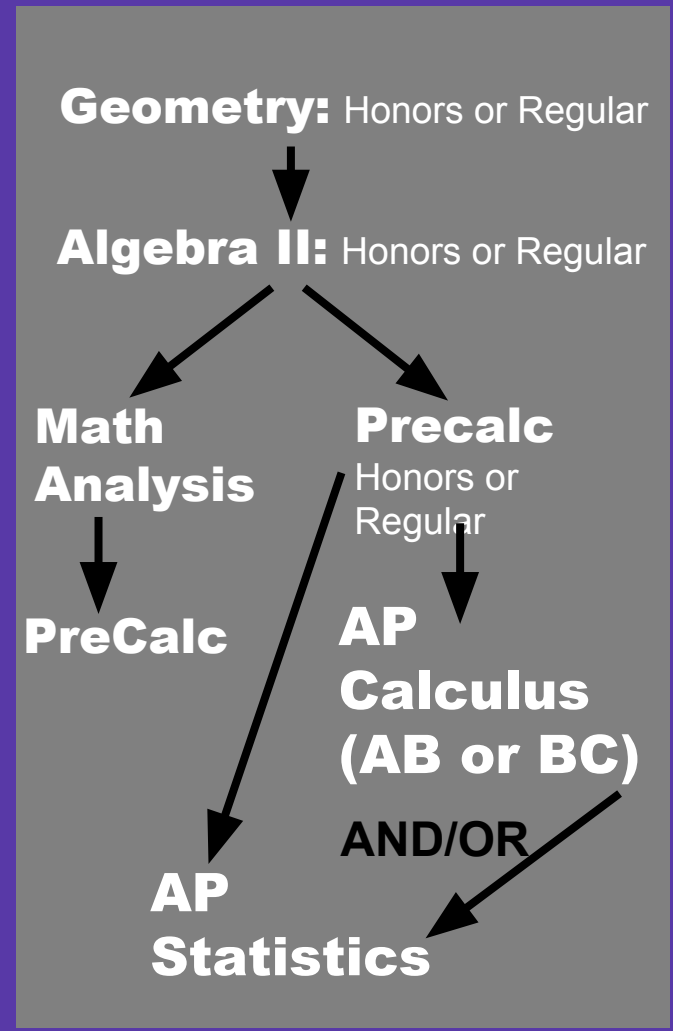 Geometry: Honors or Regular
Algebra II: Honors or Regular
Math
Analysis
Precalc
Honors or
Regular
PreCalc
AP
Calculus
(AB or BC)
AND/OR
AP
Statistics